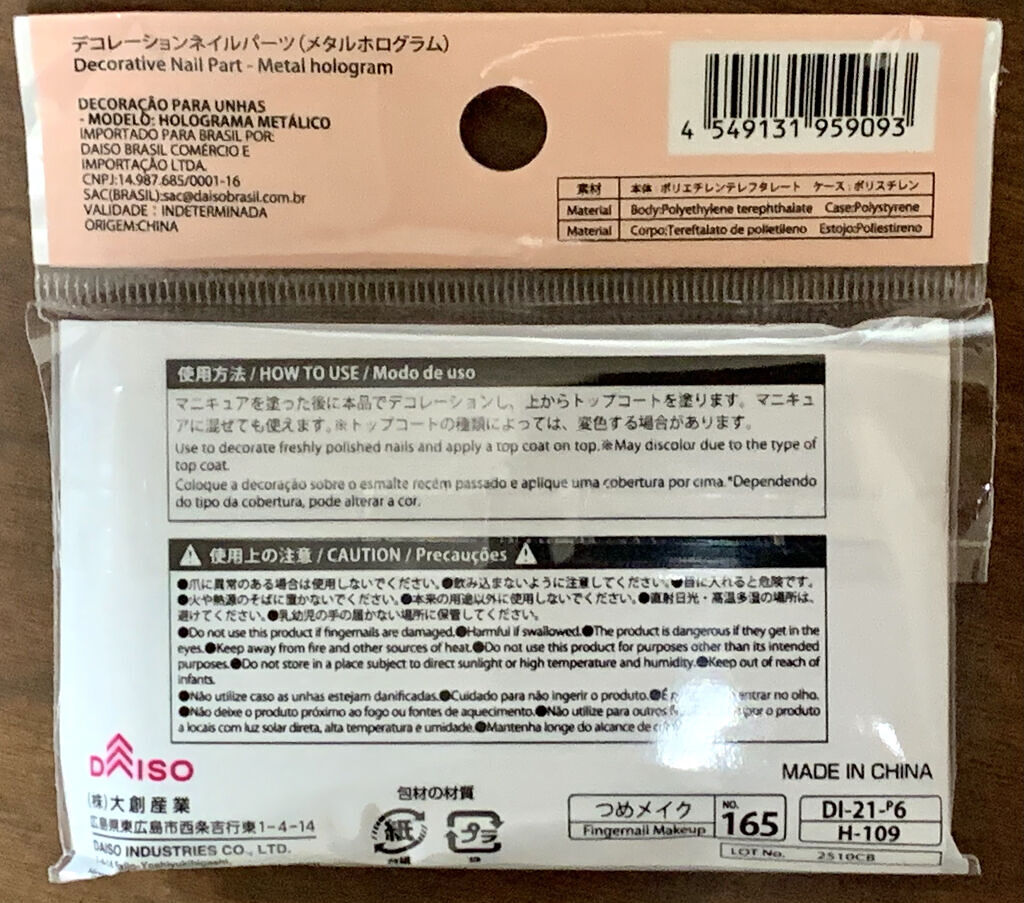 デコレーションネイルパーツ(メタルホログラム)
Decorative Nail Part - Metal hologram
DECORAÇÃO PARA UNHAS
- MODELO: HOLOGRAMA METÁLICO
IMPORTADO PARA BRASIL POR:
DAISO BRASIL COMÉRCIO E
IMPORTAÇÃO LTDA.
CNPJ:14.987.685/0001-16
SAC(BRASIL):sac@daisobrasil.com.br
VALIDADE : INDETERMINADA
ORIGEM:CHINA
4 549131 959093
素材 本体:ポリエチレンテレフタレート ケース:ポリスチレン
Material Body:Polyethylene terephthalate Case:Polystyrene
Material Corpo:Tereftalato de polietileno Estojo:Poliestireno
使用方法 / HOW TO USE / Modo de uso
マニキュアを塗った後に本品でデコレーションし、上からトップコートを塗ります。マニキュ
アに混ぜても使えます。※トップコートの種類によっては、変色する場合があります。
Use to decorate freshly polished nails and apply a top coat on top.※May discolor due to the type of
top coat.
Coloque a decoração sobre o esmalte recém passado e aplique uma cobertura por cima.*Dependendo
do tipo da cobertura, pode alterar a cor.
使用上の注意 / CAUTION / Precauções
●爪に異常のある場合は使用しないでください。●飲み込まないように注意してください。●目に入れると危険です。
●火や熱源のそばに置かないでください。●本来の用途以外に使用しないでください。●直射日光・高温多湿の場所は、
避けてください。●乳幼児の手の届かない場所に保管してください。
●Do not use this product if fingernails are damaged.●Harmful if swallowed.●The product is dangerous if they get in the
eyes.●Keep away from fire and other sources of heat.●Do not use this product for purposes other than its intended
purposes.●Do not store in a place subject to direct sunlight or high temperature and humidity.●Keep out of reach of
infants.
●Não utilize caso as unhas estejam danificadas.●Cuidado para não ingerir o produto.●É entrar no olho.
●Não deixe o produto próximo ao fogo ou fontes de aquecimento.●Não utilize para outros o produto
a locais com luz solar direta, alta temperatura e umidade.●Mantenha longe do alcance de
DAISO
(株)大創産業
広島県東広島市西条吉行東1-4-14
DAISO INDUSTRIES CO., LTD.
包材の材質
紙
プラ
つめメイク
Fingernail Makeup
NO.
165
MADE IN CHINA
DI-21-P6
H-109
LOT No. 2510CB